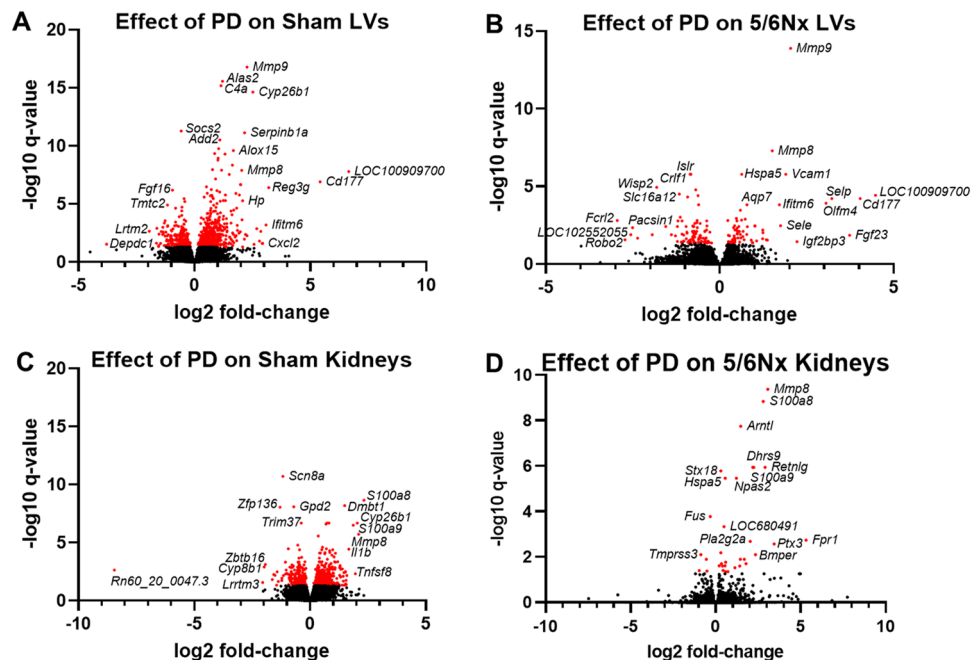 A Effect of PD on Sham LVs
-log10 q-value
20
15
10
5
0
-5 0 5 10
log2 fold-change
Mmp9
Alas2
C4a
Cyp26b1
Socs2
Add2
Serpinb1a
Alox15
Mmp8
LOC100909700
Cd177
Reg3g
Fgf16
Tmtc2
Hp
Ifitm6
Lrtm2
Depdc1
Cxcl2
B Effect of PD on 5/6Nx LVs
-log10 q-value
15
10
5
0
-5 0 5
log2 fold-change
Mmp9
Mmp8
Islr
Hspa5
Vcam1
Crlf1
Wisp2
Slc16a12
Aqp7
Selp
LOC100909700
Ifitm6
Cd177
Olfm4
Fcrl2
Pacsin1
Sele
LOC102552055
Robo2
Fgf23
Igf2bp3
C Effect of PD on Sham Kidneys
-log10 q-value
20
15
10
5
0
-10 -5 0 5
log2 fold-change
Scn8a
S100a8
Zfp136
Gpd2
Dmbt1
Trim37
Cyp26b1
S100a9
Mmp8
Il1b
Zbtb16
Cyp8b1
Tnfsf8
Rn60_20_0047.3
Lrrtm3
D Effect of PD on 5/6Nx Kidneys
-log10 q-value
10
8
6
4
2
0
-10 -5 0 5 10
log2 fold-change
Mmp8
S100a8
Arntl
Dhrs9
Stx18
Retnlg
Hspa5
S100a9
Npas2
Fus
LOC680491
Pla2g2a
Ptx3
Fpr1
Tmprss3
Bmper